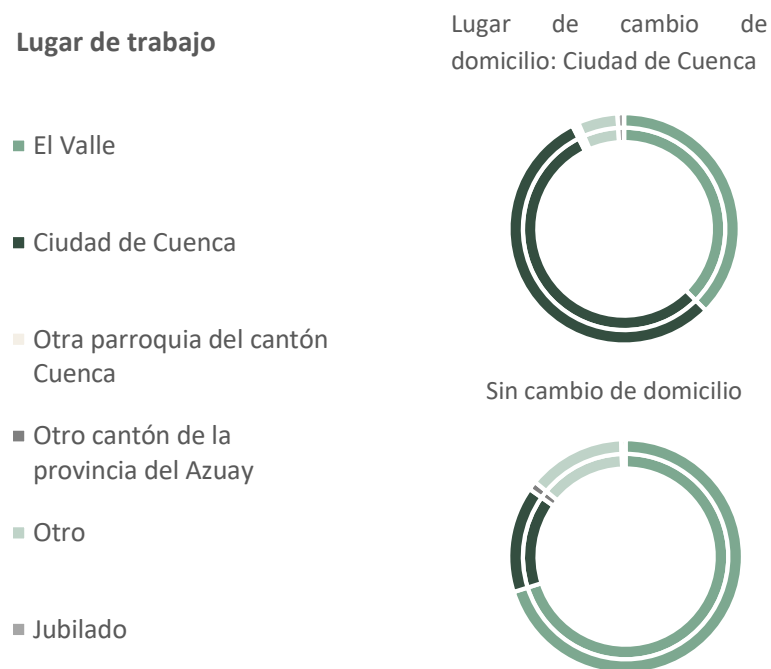 Lugar de trabajo
El Valle
Ciudad de Cuenca
Otra parroquia del cantón
Cuenca
Otro cantón de la
provincia del Azuay
Otro
Jubilado
Lugar de cambio de
domicilio: Ciudad de Cuenca
Sin cambio de domicilio